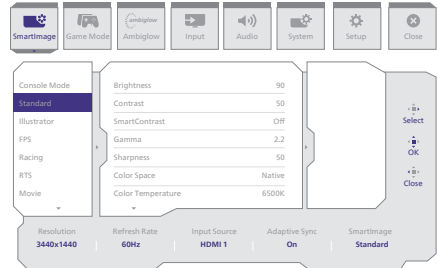 ambiglow
SmartImage Game Mode Ambiglow Input Audio System Setup Close
Console Mode
Standard
Illustrator
FPS
Racing
RTS
Movie
Brightness 90
Contrast 50
SmartContrast Off
Gamma 2.2
Sharpness 50
Color Space Native
Color Temperature 6500K
Select
OK
Close
Resolution Refresh Rate Input Source Adaptive Sync SmartImage
3440x1440 60Hz HDMI 1 On Standard